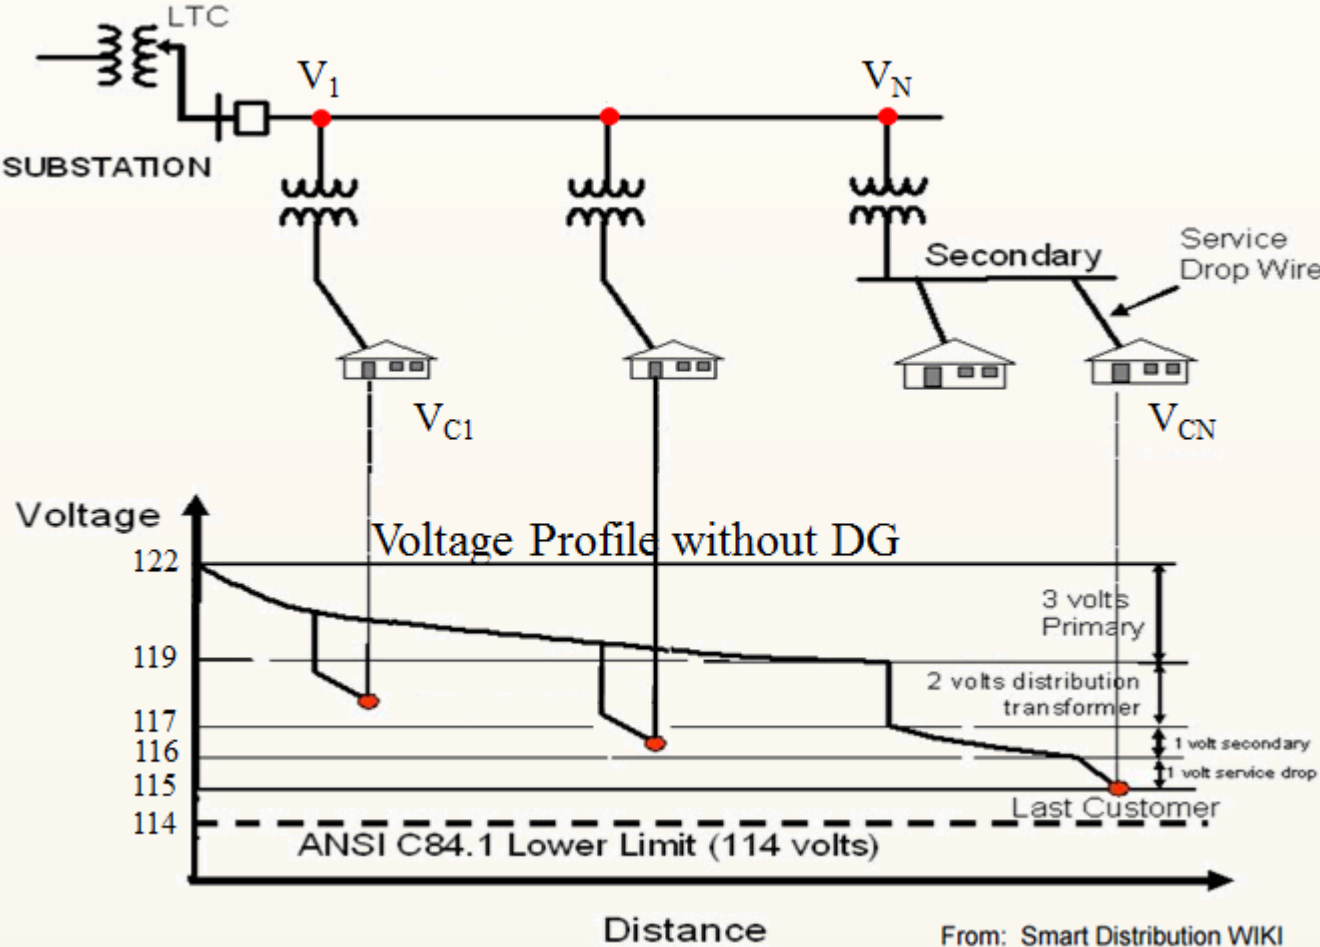 LTC
V1
VN
SUBSTATION
Secondary
Service
Drop Wire
VC1
VCN
Voltage
Voltage Profile without DG
122
3 volts
Primary
119
2 volts distribution
transformer
117
1 volt secondary
116
1 volt service drop
115
Last Customer
114
ANSI C84.1 Lower Limit (114 volts)
Distance
From: Smart Distribution WIKI